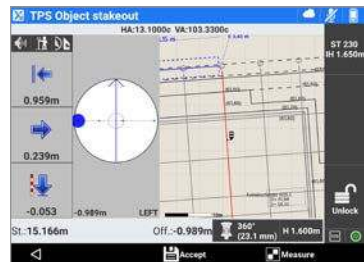 TPS Object stakeout
HA:13.1000c VA:103.3300c
ST 230
IH 1.650m
0.959m
0.239m
-0.053
-0.989m
LEFT
Unlock
St.:15.166m
Off.:-0.989m
360°
(23.1 mm)
H 1.600m
Accept
Measure